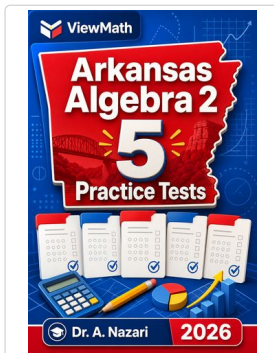 ViewMath
Arkansas
Algebra 2
5
Practice Tests
Dr. A. Nazari
2026